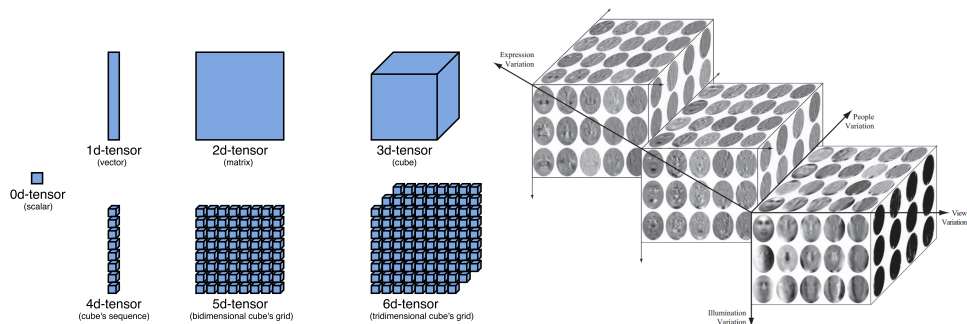 1d-tensor
(vector)
2d-tensor
(matrix)
3d-tensor
(cube)
0d-tensor
(scalar)
4d-tensor
(cube's sequence)
5d-tensor
(bidimensional cube's grid)
6d-tensor
(tridimensional cube's grid)
Expression
Variation
People
Variation
View
Variation
Illumination
Variation